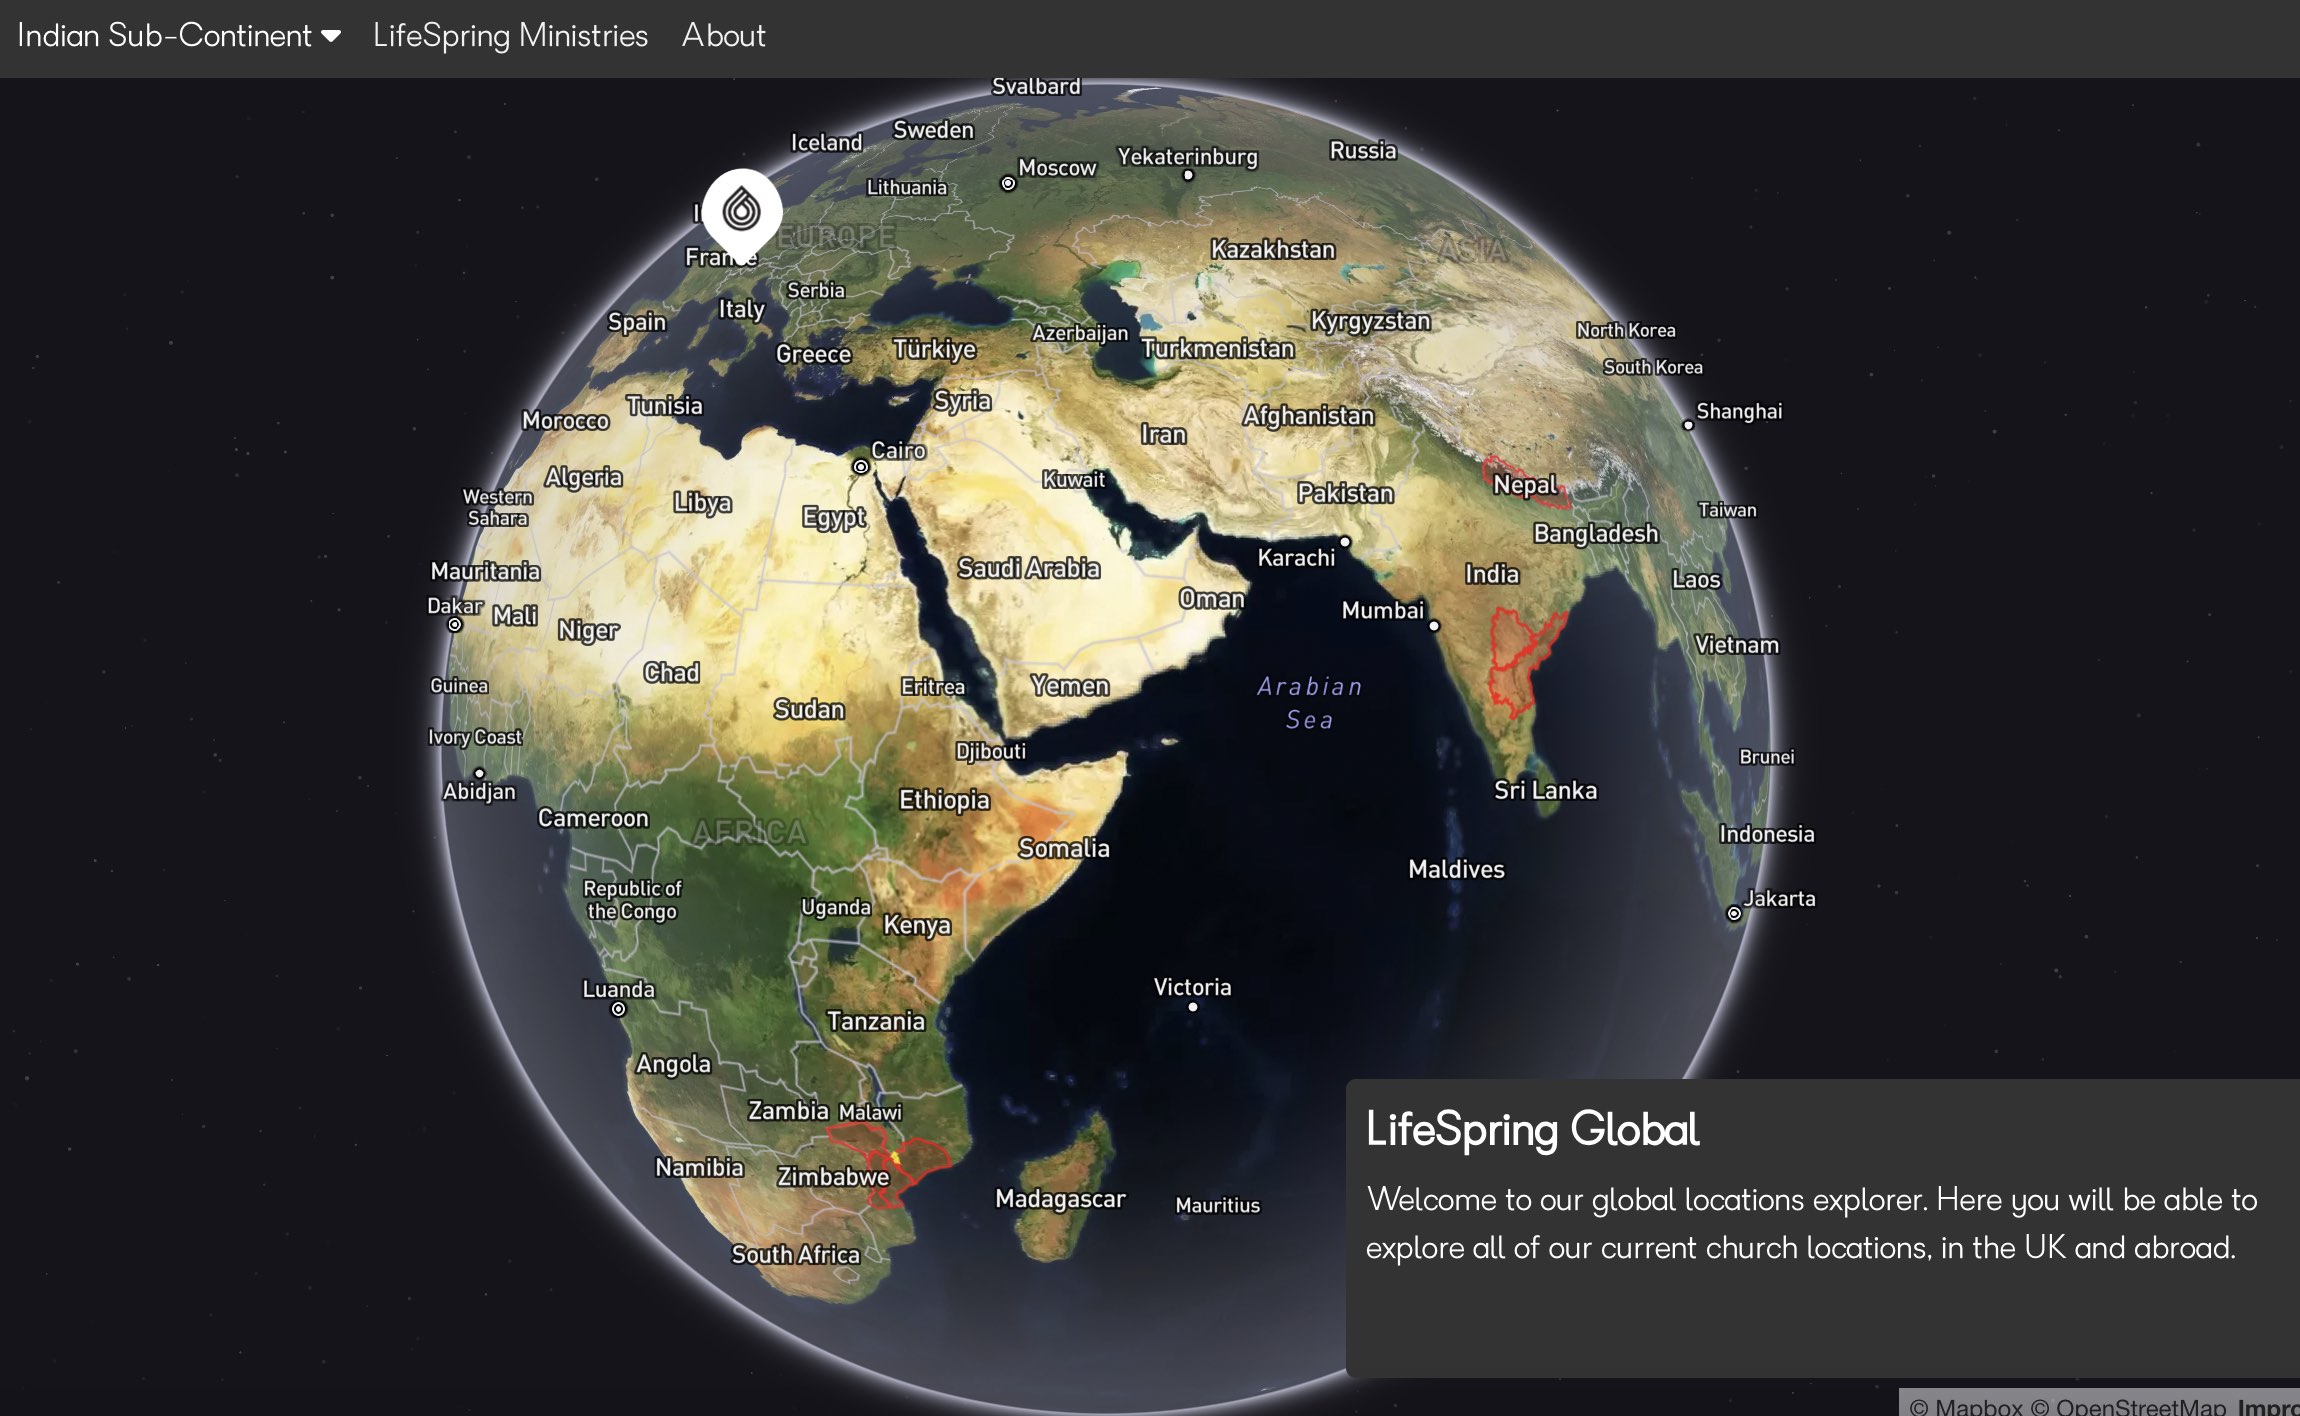 Indian Sub-Continent LifeSpring Ministries About
Svalbard
Iceland
Sweden
Moscow
Yekaterinburg
Russia
Lithuania
EUROPE
France
Kazakhstan
ASIA
Serbia
Italy
Spain
Greece
Türkiye
Azerbaijan
Turkmenistan
Kyrgyzstan
North Korea
South Korea
Morocco
Tunisia
Syria
Iran
Afghanistan
Shanghai
Cairo
Algeria
Western
Sahara
Libya
Egypt
Kuwait
Pakistan
Nepal
Taiwan
Bangladesh
Karachi
Mauritania
Saudi Arabia
India
Laos
Dakar
Mali
Niger
Oman
Mumbai
Vietnam
Chad
Guinea
Sudan
Eritrea
Yemen
Arabian
Sea
Ivory Coast
Djibouti
Brunei
Abidjan
Cameroon
AFRICA
Ethiopia
Sri Lanka
Somalia
Indonesia
Maldives
Republic of
the Congo
Uganda
Kenya
Jakarta
Luanda
Victoria
Tanzania
Angola
Zambia
Malawi
Namibia
Zimbabwe
Madagascar
Mauritius
South Africa
LifeSpring Global
Welcome to our global locations explorer. Here you will be able to
explore all of our current church locations, in the UK and abroad.
© Mapbox © OpenStreetMap